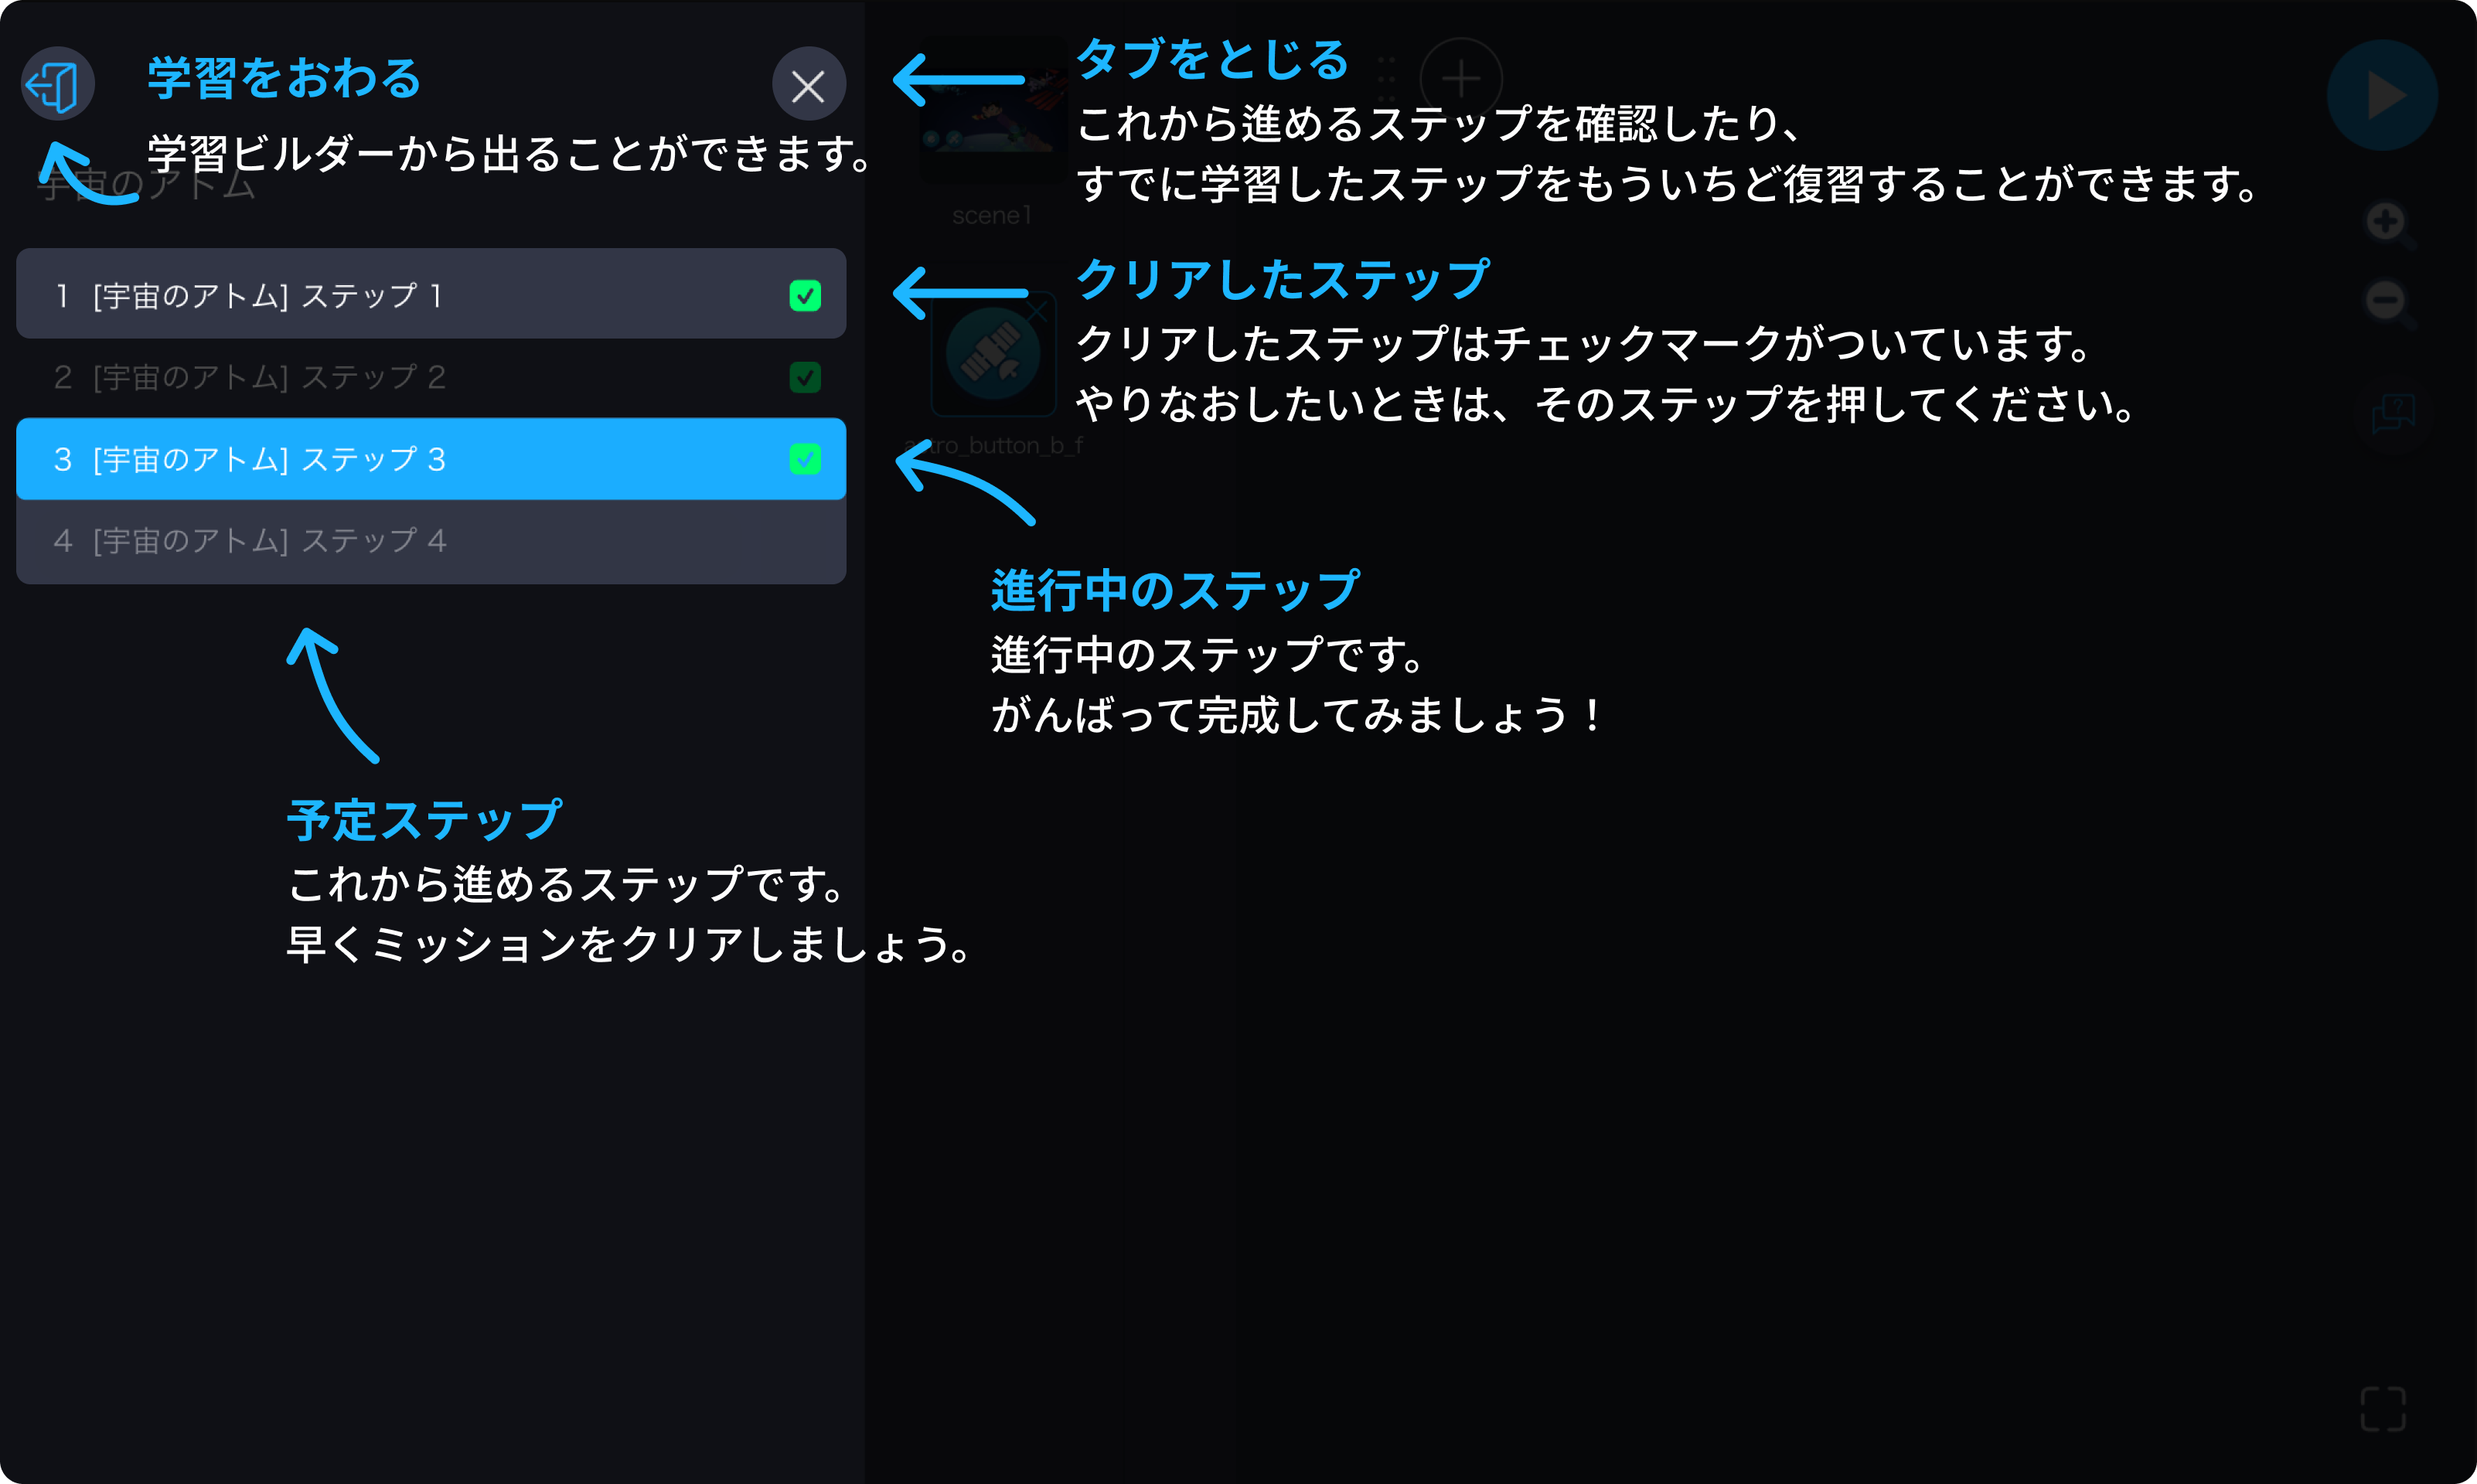 学習をおわる
学習ビルダーから出ることができます。
宇宙のアトム
1 [宇宙のアトム] ステップ 1
2 [宇宙のアトム] ステップ 2
3 [宇宙のアトム] ステップ 3
4 [宇宙のアトム] ステップ 4
予定ステップ
これから進めるステップです。
早くミッションをクリアしましょう。
タブをとじる
これから進めるステップを確認したり、
すでに学習したステップをもういちど復習することができます。
scene1
クリアしたステップ
クリアしたステップはチェックマークがついています。
やりなおしたいときは、そのステップを押してください。
astro_button_b_f
進行中のステップ
進行中のステップです。
がんばって完成してみましょう！